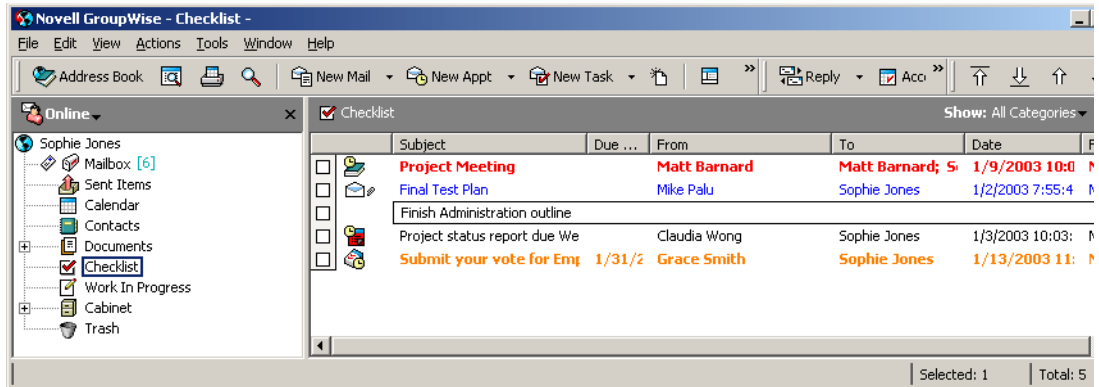 Novell GroupWise - Checklist -
File Edit View Actions Tools Window Help
Address Book New Mail New Appt New Task » Reply Acc »
Online Checklist Show: All Categories
Sophie Jones
Mailbox [6]
Sent Items
Calendar
Contacts
Documents
Checklist
Work In Progress
Cabinet
Trash
Subject Due ... From To Date
Project Meeting Matt Barnard Matt Barnard; S 1/9/2003 10:0
Final Test Plan Mike Palu Sophie Jones 1/2/2003 7:55:4
Finish Administration outline
Project status report due We Claudia Wong Sophie Jones 1/3/2003 10:03:
Submit your vote for Emp 1/31/2 Grace Smith Sophie Jones 1/13/2003 11:
Selected: 1 Total: 5